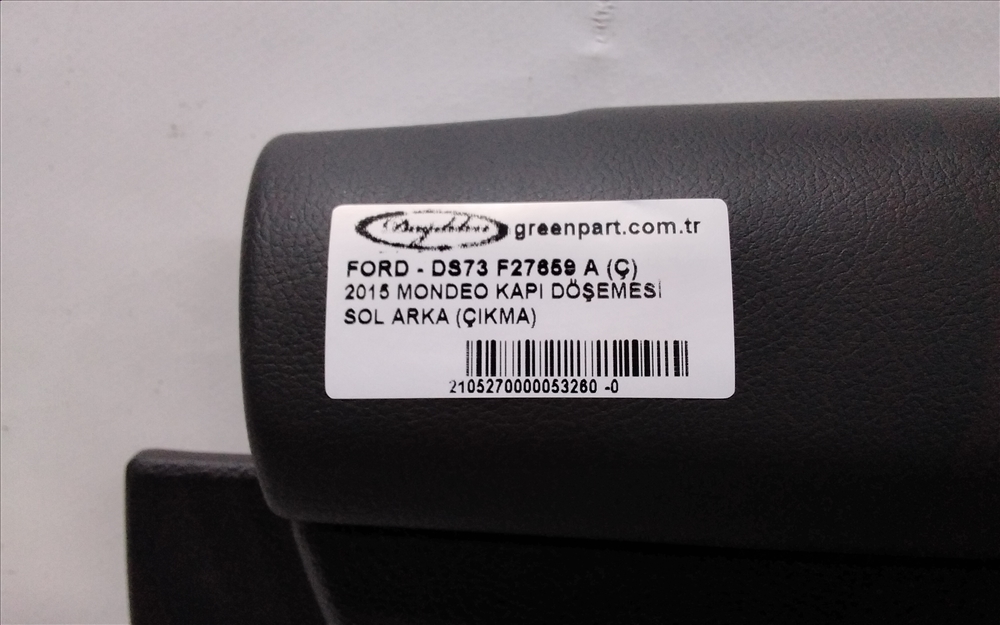 greenpart.com.tr
FORD - DS73 F27659 A (Ç)
2015 MONDEO KAPI DÖŞEMESİ
SOL ARKA (ÇIKMA)
2105270000053260 -0